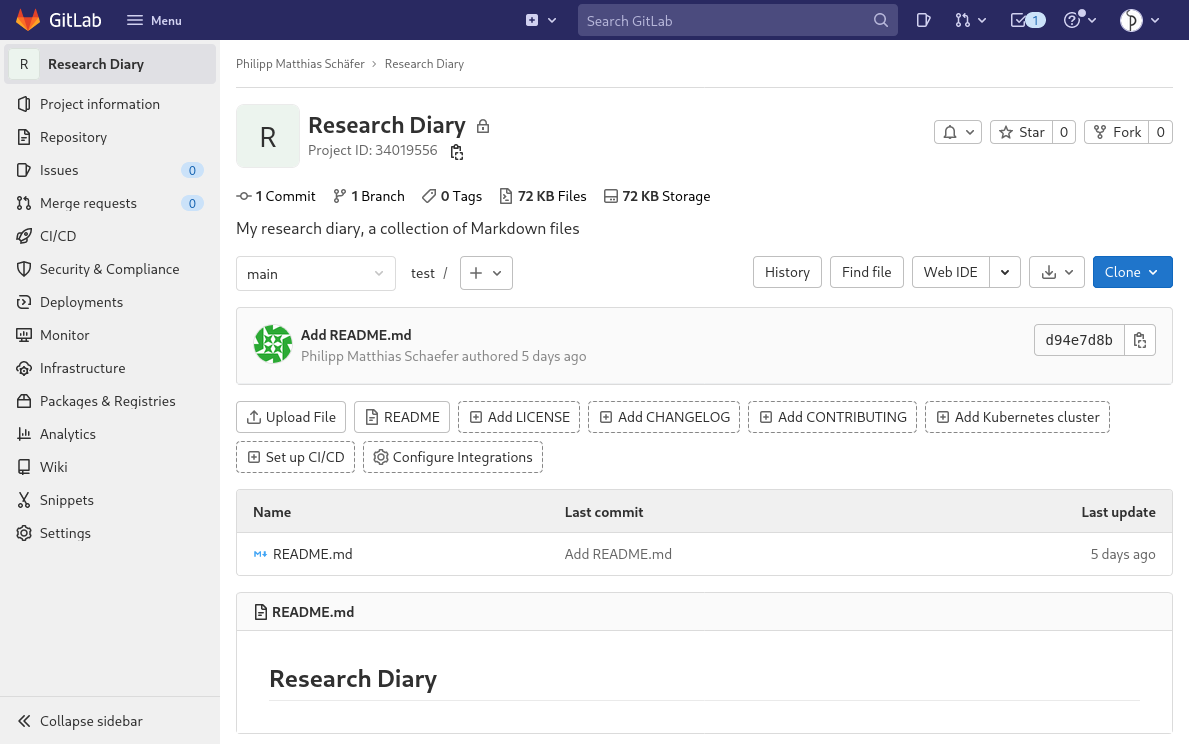 GitLab Menu Search GitLab 1
R Research Diary
Project information
Repository
Issues 0
Merge requests 0
CI/CD
Security & Compliance
Deployments
Monitor
Infrastructure
Packages & Registries
Analytics
Wiki
Snippets
Settings
Collapse sidebar
Philipp Matthias Schäfer > Research Diary
R
Research Diary
Project ID: 34019556
Star 0 Fork 0
1 Commit 1 Branch 0 Tags 72 KB Files 72 KB Storage
My research diary, a collection of Markdown files
main test / + History Find file Web IDE Clone
Add README.md
Philipp Matthias Schaefer authored 5 days ago
d94e7d8b
Upload File README Add LICENSE Add CHANGELOG Add CONTRIBUTING Add Kubernetes cluster
Set up CI/CD Configure Integrations
Name Last commit Last update
README.md Add README.md 5 days ago
README.md
Research Diary